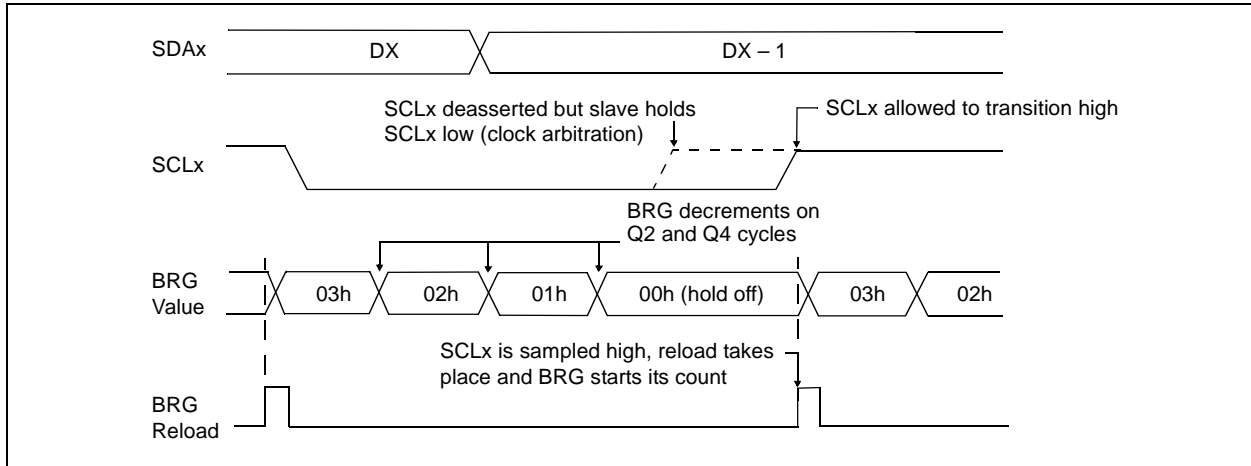 SDAx
DX
DX – 1
SCLx deasserted but slave holds
SCLx low (clock arbitration)
SCLx allowed to transition high
SCLx
BRG decrements on
Q2 and Q4 cycles
BRG
Value
03h
02h
01h
00h (hold off)
03h
02h
SCLx is sampled high, reload takes
place and BRG starts its count
BRG
Reload